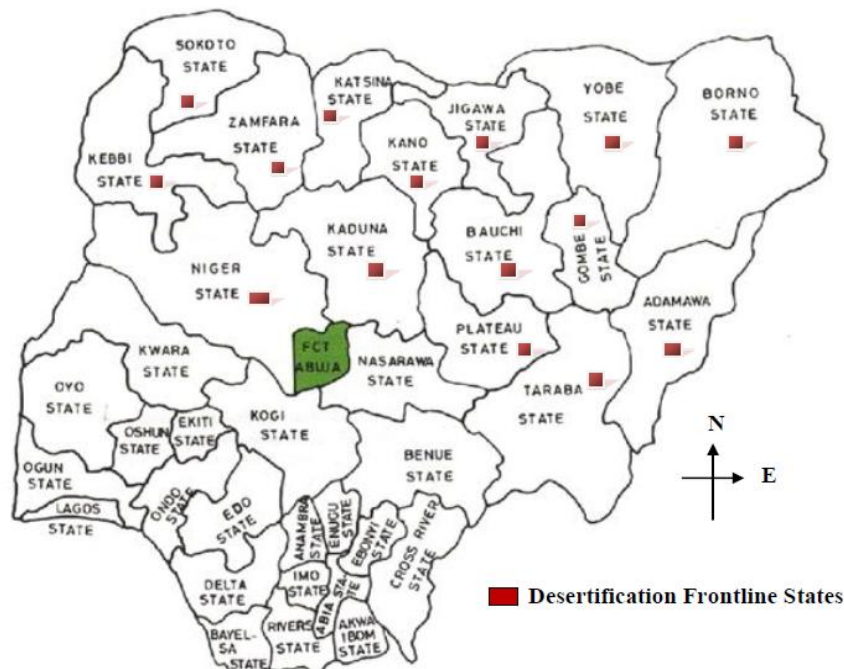 SOKOTO
STATE
KATSINA
STATE
JIGAWA
STATE
YOBE
STATE
BORNO
STATE
ZAMFARA
STATE
KANO
STATE
KEBBI
STATE
KADUNA
STATE
BAUCHI
STATE
GOMBE
STATE
NIGER
STATE
ADAMAWA
STATE
PLATEAU
STATE
FCT
ABUJA
NASARAWA
STATE
KWARA
STATE
TARABA
STATE
OYO
STATE
KOGI
STATE
OSHUN
STATE
EKITI
STATE
BENUE
STATE
OGUN
STATE
LAGOS
STATE
ONDO
STATE
EDO
STATE
ANAMBRA
STATE
ENUGU
STATE
EBONYI
STATE
CROSS RIVER
STATE
DELTA
STATE
IMO
STATE
ABIA
STA-
TE
BAYEL-
SA
STATE
RIVERS
STATE
AKWA
IBOM
STATE
N
E
Desertification Frontline States